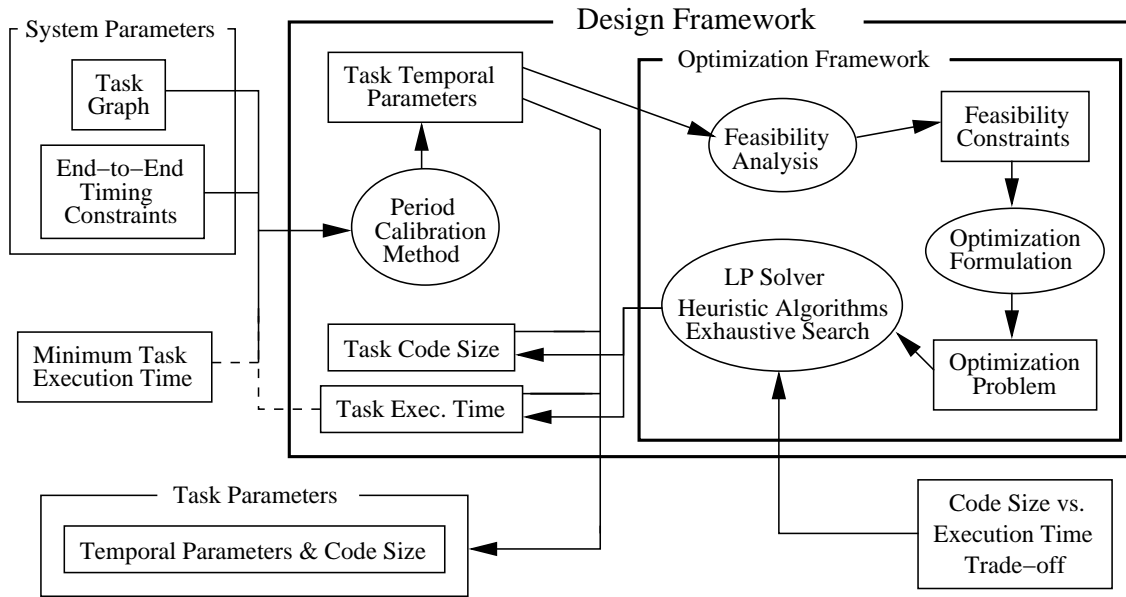 Design Framework
System Parameters
Task
Graph
End−to−End
Timing
Constraints
Task Temporal
Parameters
Period
Calibration
Method
Optimization Framework
Feasibility
Analysis
Feasibility
Constraints
Optimization
Formulation
Optimization
Problem
LP Solver
Heuristic Algorithms
Exhaustive Search
Minimum Task
Execution Time
Task Code Size
Task Exec. Time
Task Parameters
Temporal Parameters & Code Size
Code Size vs.
Execution Time
Trade−off